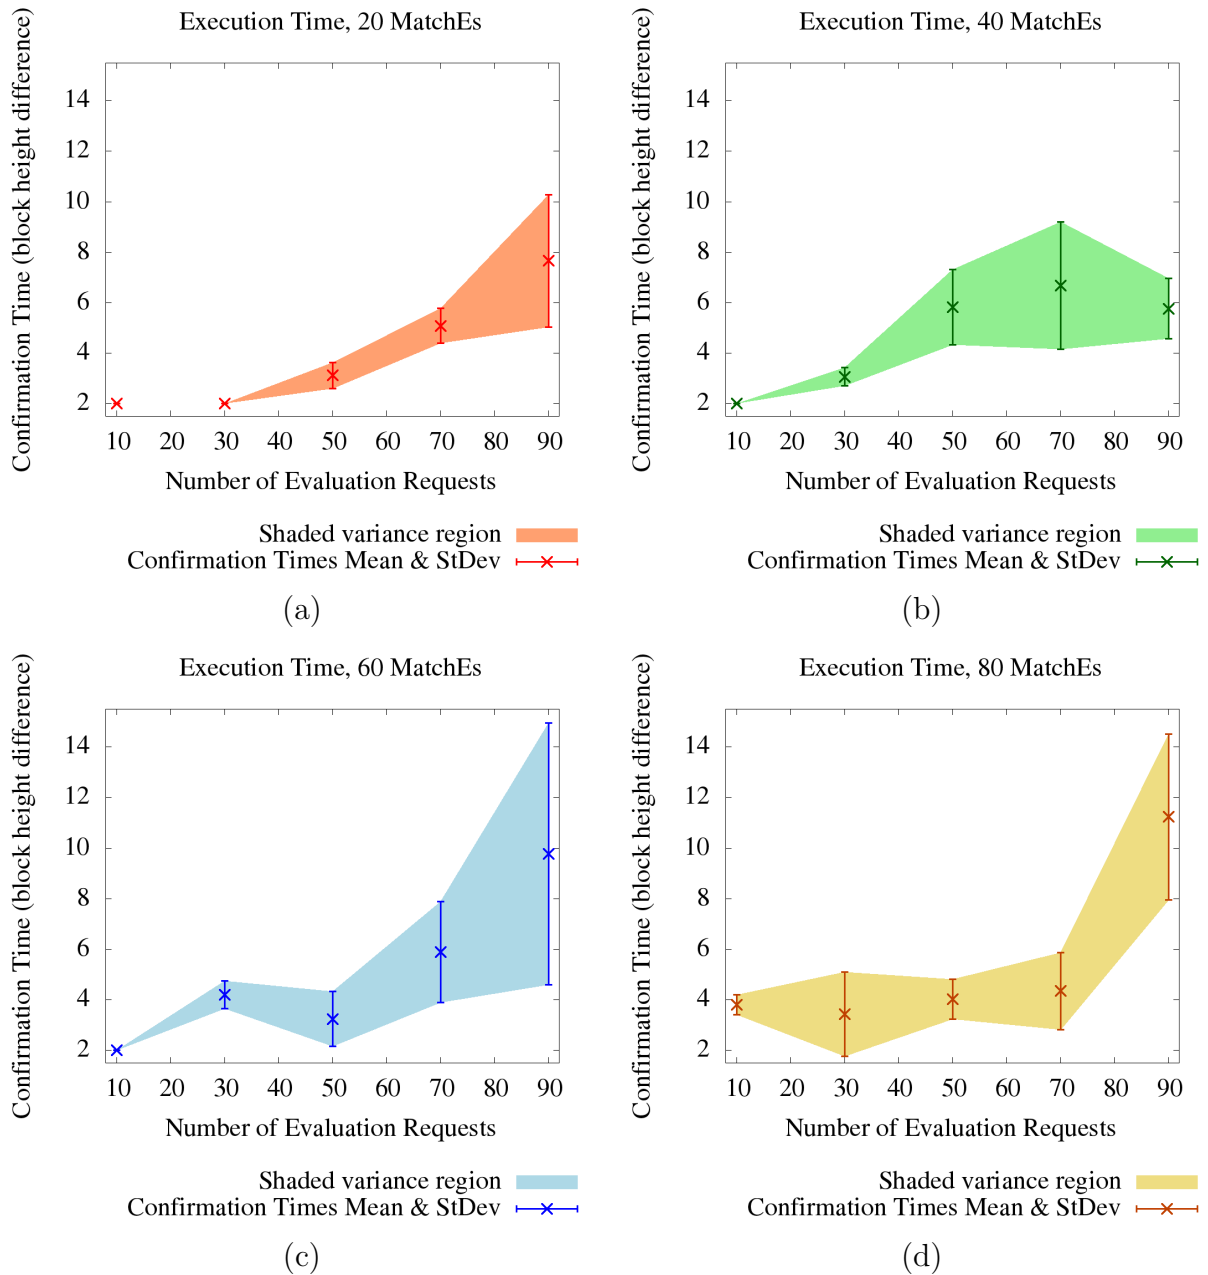 Execution Time, 20 MatchEs
Confirmation Time (block height difference)
14
12
10
8
6
4
2
10 20 30 40 50 60 70 80 90
Number of Evaluation Requests
Shaded variance region
Confirmation Times Mean & StDev
(a)
Execution Time, 40 MatchEs
Confirmation Time (block height difference)
14
12
10
8
6
4
2
10 20 30 40 50 60 70 80 90
Number of Evaluation Requests
Shaded variance region
Confirmation Times Mean & StDev
(b)
Execution Time, 60 MatchEs
Confirmation Time (block height difference)
14
12
10
8
6
4
2
10 20 30 40 50 60 70 80 90
Number of Evaluation Requests
Shaded variance region
Confirmation Times Mean & StDev
(c)
Execution Time, 80 MatchEs
Confirmation Time (block height difference)
14
12
10
8
6
4
2
10 20 30 40 50 60 70 80 90
Number of Evaluation Requests
Shaded variance region
Confirmation Times Mean & StDev
(d)